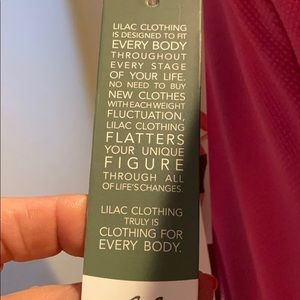 LILAC CLOTHING
IS DESIGNED TO FIT
EVERY BODY
THROUGHOUT
EVERY STAGE
OF YOUR LIFE.
NO NEED TO BUY
NEW CLOTHES
WITH EACH WEIGHT
FLUCTUATION,
LILAC CLOTHING
FLATTERS
YOUR UNIQUE
FIGURE
THROUGH ALL
OF LIFE'S CHANGES.
LILAC CLOTHING
TRULY IS
CLOTHING FOR
EVERY BODY.